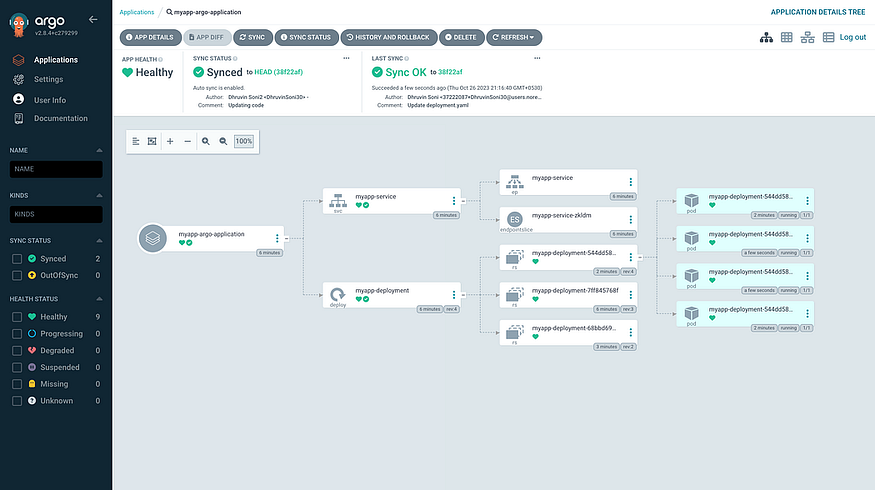 argo
v2.8.4+c279299
Applications
Settings
User Info
Documentation
NAME
NAME
KINDS
KINDS
SYNC STATUS
Synced 2
OutOfSync 0
HEALTH STATUS
Healthy 9
Progressing 0
Degraded 0
Suspended 0
Missing 0
Unknown 0
Applications / myapp-argo-application
APPLICATION DETAILS TREE
APP DETAILS APP DIFF SYNC SYNC STATUS HISTORY AND ROLLBACK DELETE REFRESH
Log out
APP HEALTH
Healthy
SYNC STATUS
Synced to HEAD (38f22af)
Auto sync is enabled.
Author: Dhruvin Soni2 <DhruvinSoni30> -
Comment: Updating code
LAST SYNC
Sync OK to 38f22af
Succeeded a few seconds ago (Thu Oct 26 2023 21:16:40 GMT+0530)
Author: Dhruvin Soni <37222087+DhruvinSoni30@users.nore...
Comment: Update deployment.yaml
100%
myapp-argo-application
6 minutes
myapp-service
svc
6 minutes
myapp-deployment
deploy
6 minutes rev:4
myapp-service
ep
6 minutes
ES
myapp-service-zkldm
endpointslice
6 minutes
myapp-deployment-544dd58...
rs
2 minutes rev:4
myapp-deployment-7ff845768f
rs
6 minutes rev:3
myapp-deployment-68bbd69...
rs
3 minutes rev:2
myapp-deployment-544dd58...
pod
2 minutes running 1/1
myapp-deployment-544dd58...
pod
a few seconds running 1/1
myapp-deployment-544dd58...
pod
a few seconds running 1/1
myapp-deployment-544dd58...
pod
2 minutes running 1/1